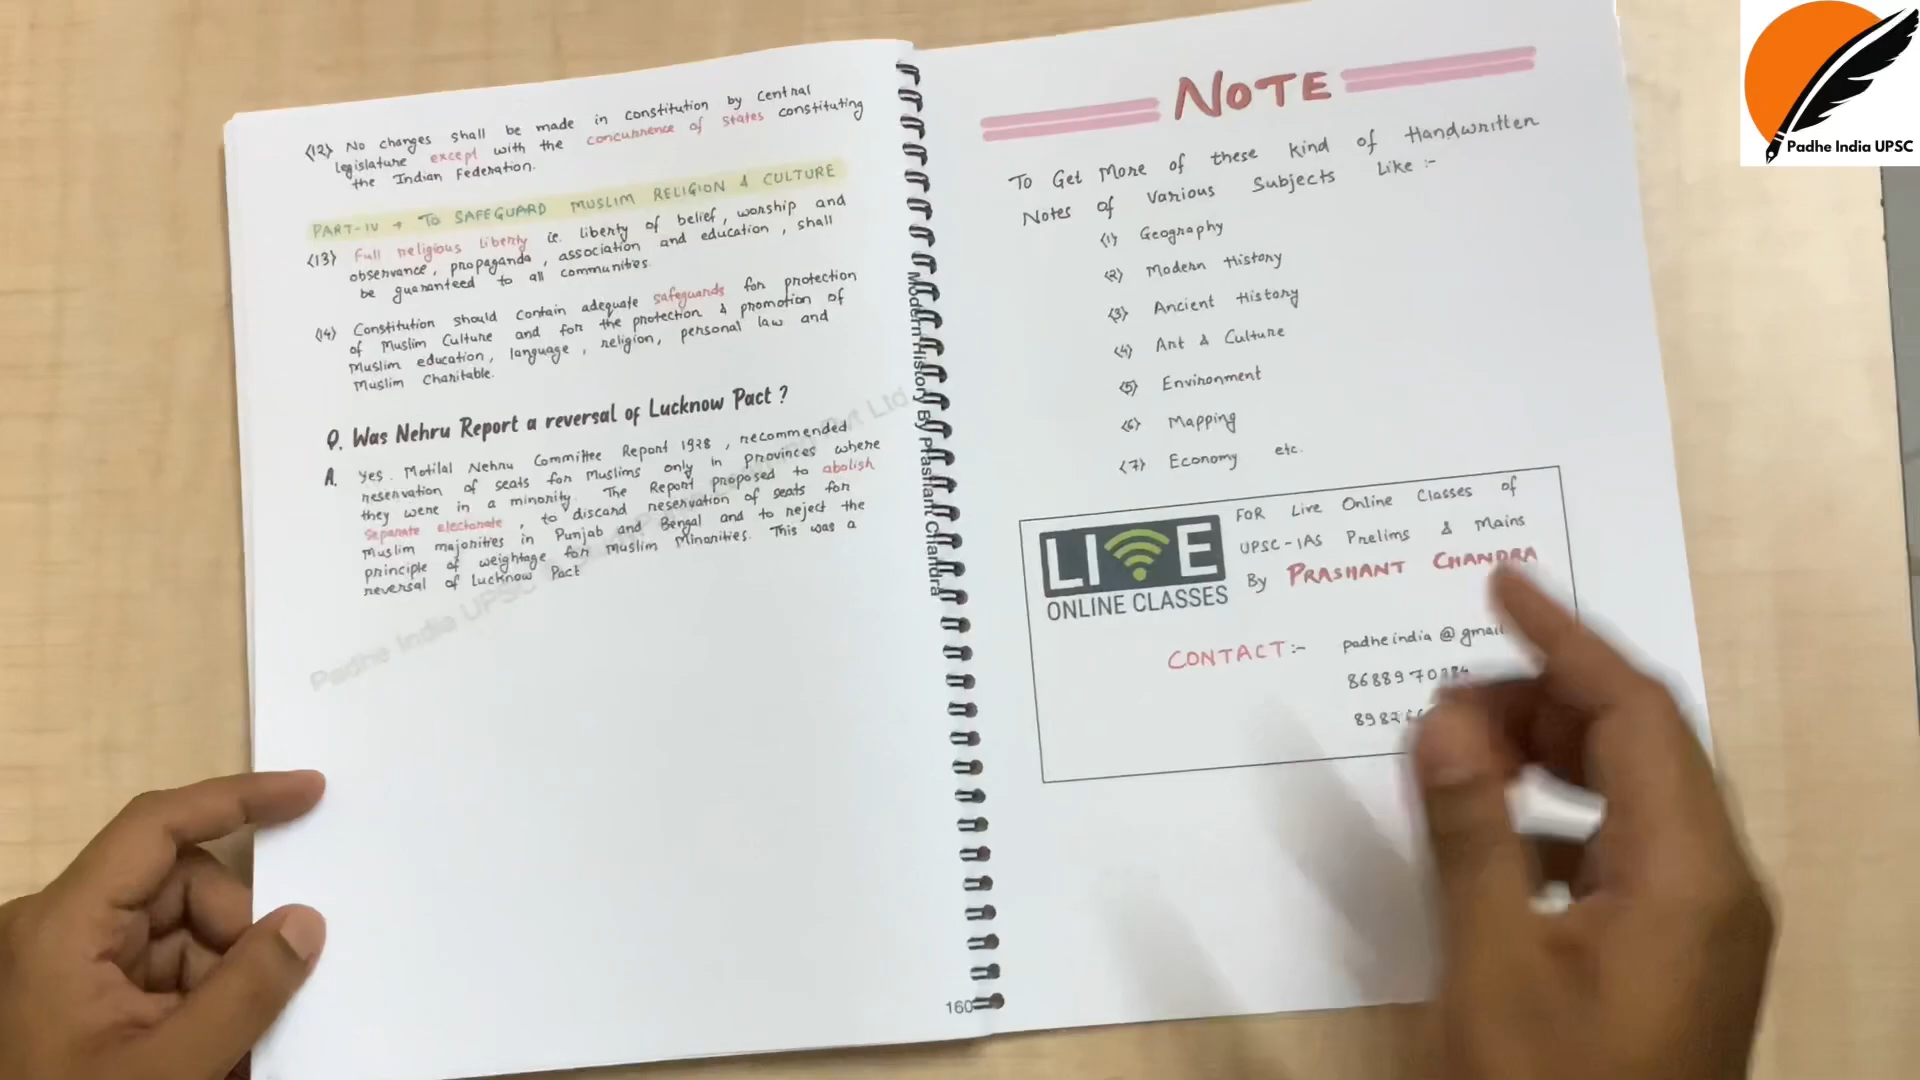 <12> No changes shall be made in constitution by central
legislature except with the concurrence of states constituting
the Indian Federation.
PART-IV → TO SAFEGUARD MUSLIM RELIGION & CULTURE
<13> Full religious liberty ie. liberty of belief, worship and
observance, propaganda, association and education, shall
be guaranteed to all communities.
(14) Constitution should contain adequate safeguards for protection
of Muslim Culture and for the protection & promotion of
Muslim education, language, religion, personal law and
Muslim Charitable.
Q. Was Nehru Report a reversal of Lucknow Pact?
A. Yes. Motilal Nehru Committee Report 1928, recommended
reservation of seats for Muslims only in provinces where
they were in a minority. The Report proposed to abolish
separate electorate, to discard reservation of seats for
Muslim majorities in Punjab and Bengal and to reject the
principle of weightage for Muslim Minorities. This was a
reversal of Lucknow Pact
Padhe India UPSC Pvt Ltd.
Modern History By Prashant Chandra
160
NOTE
To Get More of these kind of Handwritten
Notes of Various Subjects Like :-
<1> Geography
<2> Modern History
<3> Ancient History
<4> Art & Culture
<5> Environment
<6> Mapping
<7> Economy etc.
LIVE
ONLINE CLASSES
FOR Live Online Classes of
UPSC-IAS Prelims & Mains
By PRASHANT CHANDRA
CONTACT :- padheindia@gmail
Padhe India UPSC